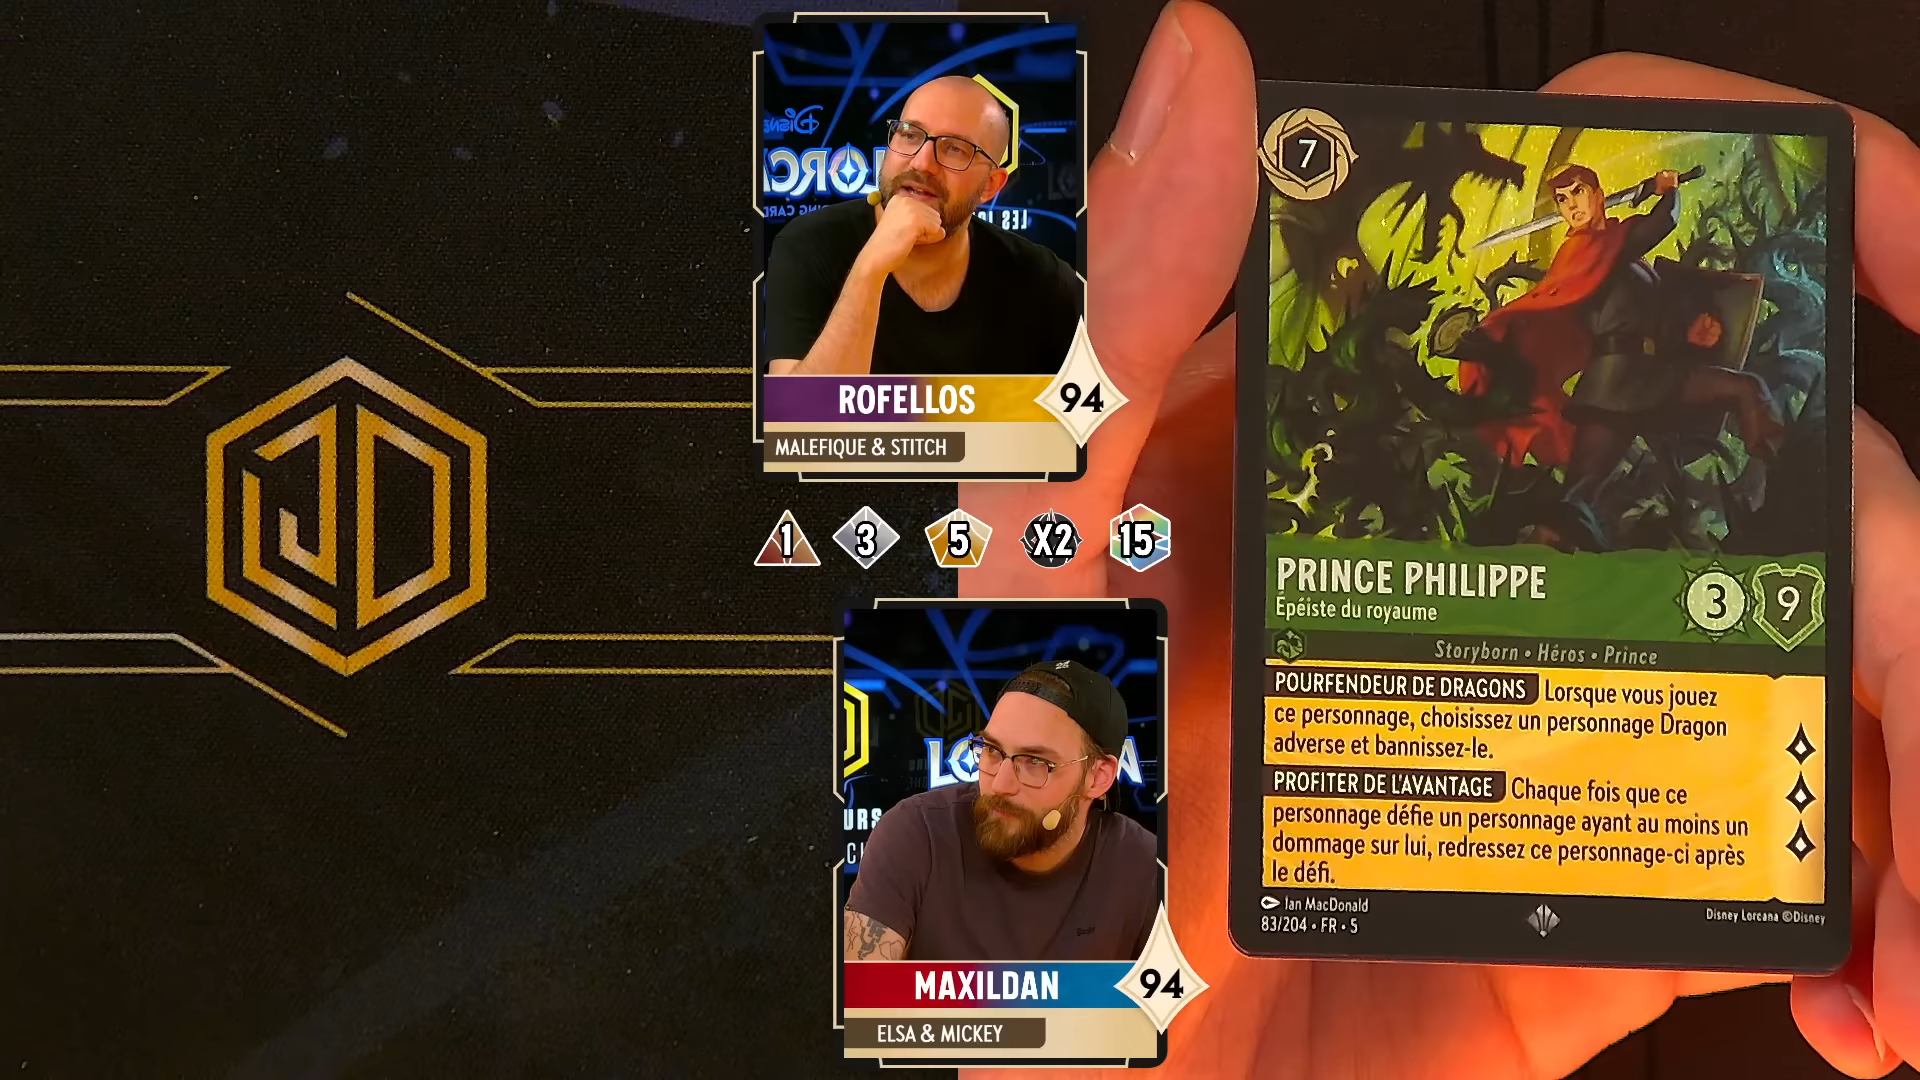 ROFELLOS
94
MALEFIQUE & STITCH
1
3
5
X2
15
MAXILDAN
94
ELSA & MICKEY
7
PRINCE PHILIPPE
Épéiste du royaume
3
9
Storyborn • Héros • Prince
POURFENDEUR DE DRAGONS Lorsque vous jouez
ce personnage, choisissez un personnage Dragon
adverse et bannissez-le.
PROFITER DE L'AVANTAGE Chaque fois que ce
personnage défie un personnage ayant au moins un
dommage sur lui, redressez ce personnage-ci après
le défi.
Ian MacDonald
83/204 • FR • 5
Disney Lorcana ©Disney